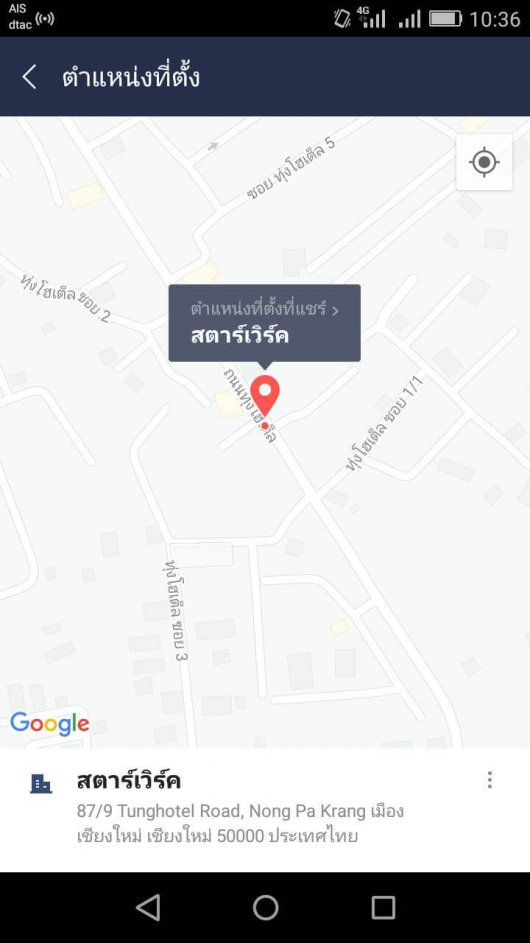 AIS
dtac
4G
10:36
ตำแหน่งที่ตั้ง
ซอย ทุ่งโฮเต็ล 5
ทุ่งโฮเต็ล ซอย 2
ตำแหน่งที่ตั้งที่แชร์ >
สตาร์เวิร์ค
ถนนทุ่งโฮเต็ล
ทุ่งโฮเต็ล ซอย 1/1
ทุ่งโฮเต็ล ซอย 3
Google
สตาร์เวิร์ค
87/9 Tunghotel Road, Nong Pa Krang เมือง
เชียงใหม่ เชียงใหม่ 50000 ประเทศไทย